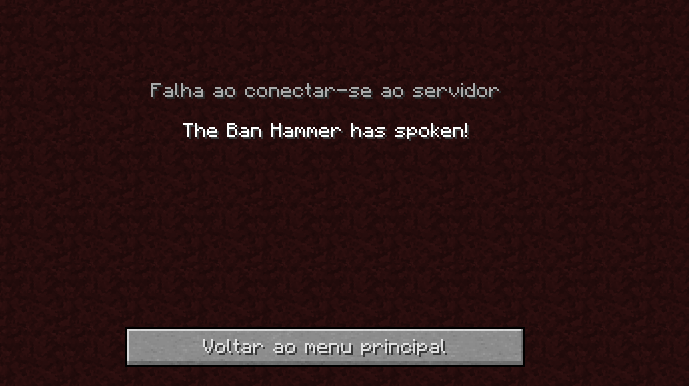 Falha ao conectar-se ao servidor
The Ban Hammer has spoken!
Voltar ao menu principal